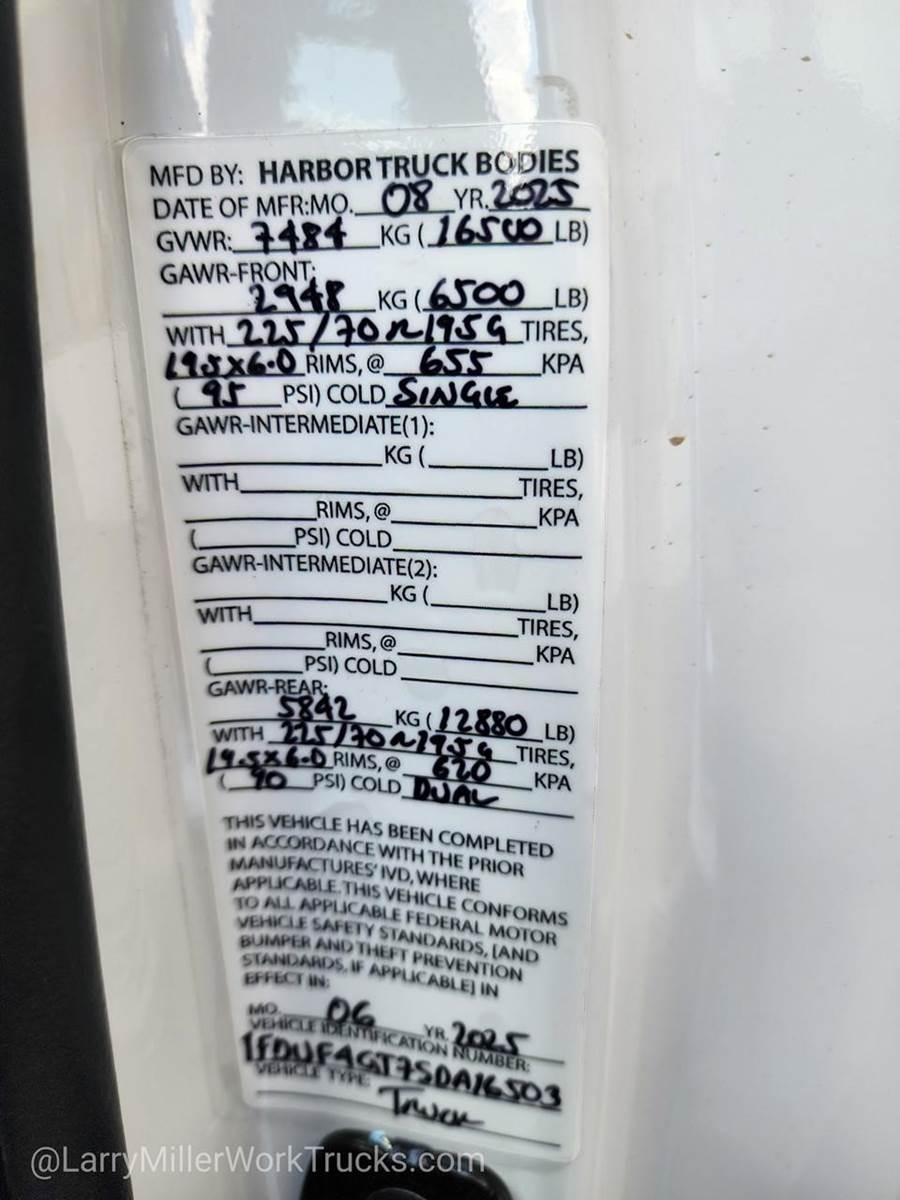 MFD BY: HARBOR TRUCK BODIES
DATE OF MFR:MO. 08 YR. 2025
GVWR: 7484 KG ( 16500 LB)
GAWR-FRONT:
2948 KG ( 6500 LB)
WITH 225/70R195G TIRES,
19.5x6.0 RIMS, @ 655 KPA
( 95 PSI) COLD SINGLE
GAWR-INTERMEDIATE(1):
KG ( LB)
WITH TIRES,
RIMS, @ KPA
( PSI) COLD
GAWR-INTERMEDIATE(2):
KG ( LB)
WITH TIRES,
RIMS, @ KPA
( PSI) COLD
GAWR-REAR:
5842 KG ( 12880 LB)
WITH 225/70R195G TIRES,
19.5x6.0 RIMS, @ 620 KPA
( 90 PSI) COLD DUAL
THIS VEHICLE HAS BEEN COMPLETED
IN ACCORDANCE WITH THE PRIOR
MANUFACTURES' IVD, WHERE
APPLICABLE. THIS VEHICLE CONFORMS
TO ALL APPLICABLE FEDERAL MOTOR
VEHICLE SAFETY STANDARDS, [AND
BUMPER AND THEFT PREVENTION
STANDARDS, IF APPLICABLE] IN
EFFECT IN:
MO. 06 YR. 2025
VEHICLE IDENTIFICATION NUMBER:
1FDUF4GT7SDA16503
VEHICLE TYPE:
Truck
@LarryMillerWorkTrucks.com